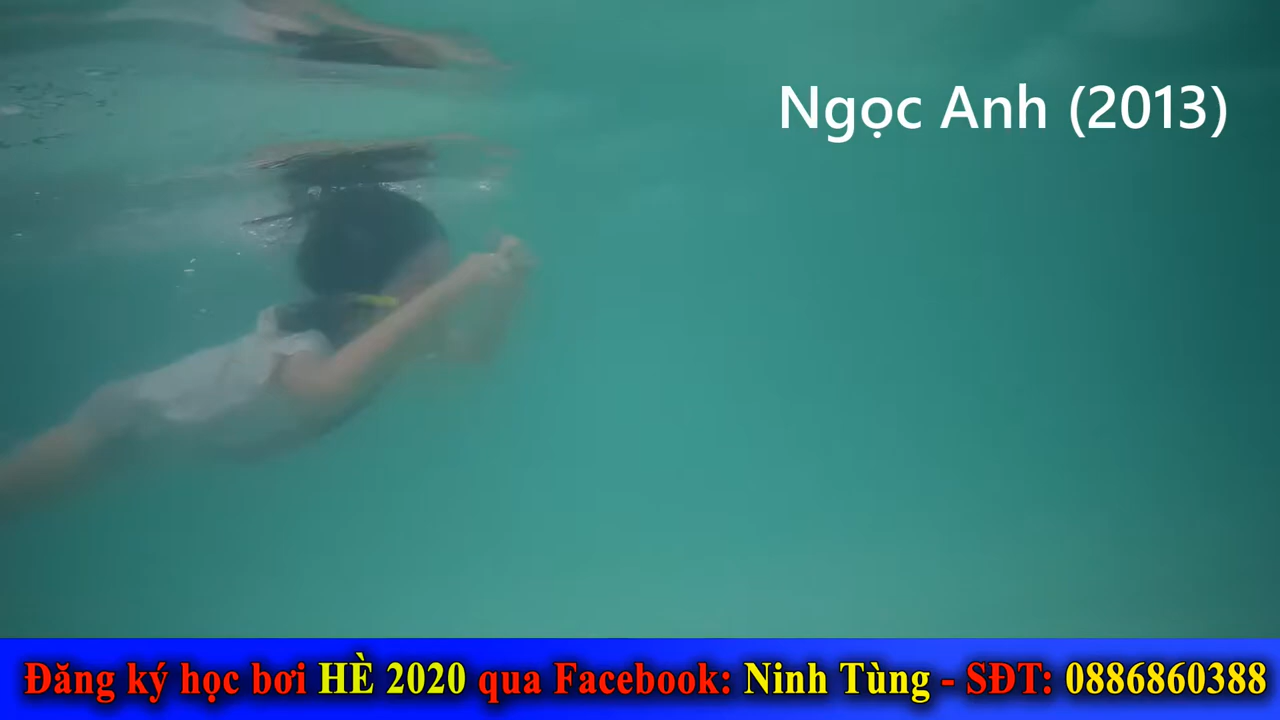 Ngọc Anh (2013)
Đăng ký học bơi HÈ 2020 qua Facebook: Ninh Tùng - SĐT: 0886860388